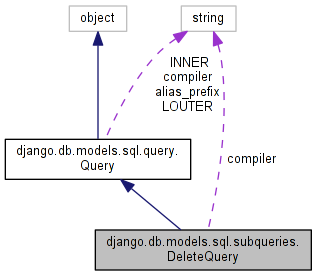 object
string
INNER
compiler
alias_prefix
LOUTER
django.db.models.sql.query.
Query
compiler
django.db.models.sql.subqueries.
DeleteQuery